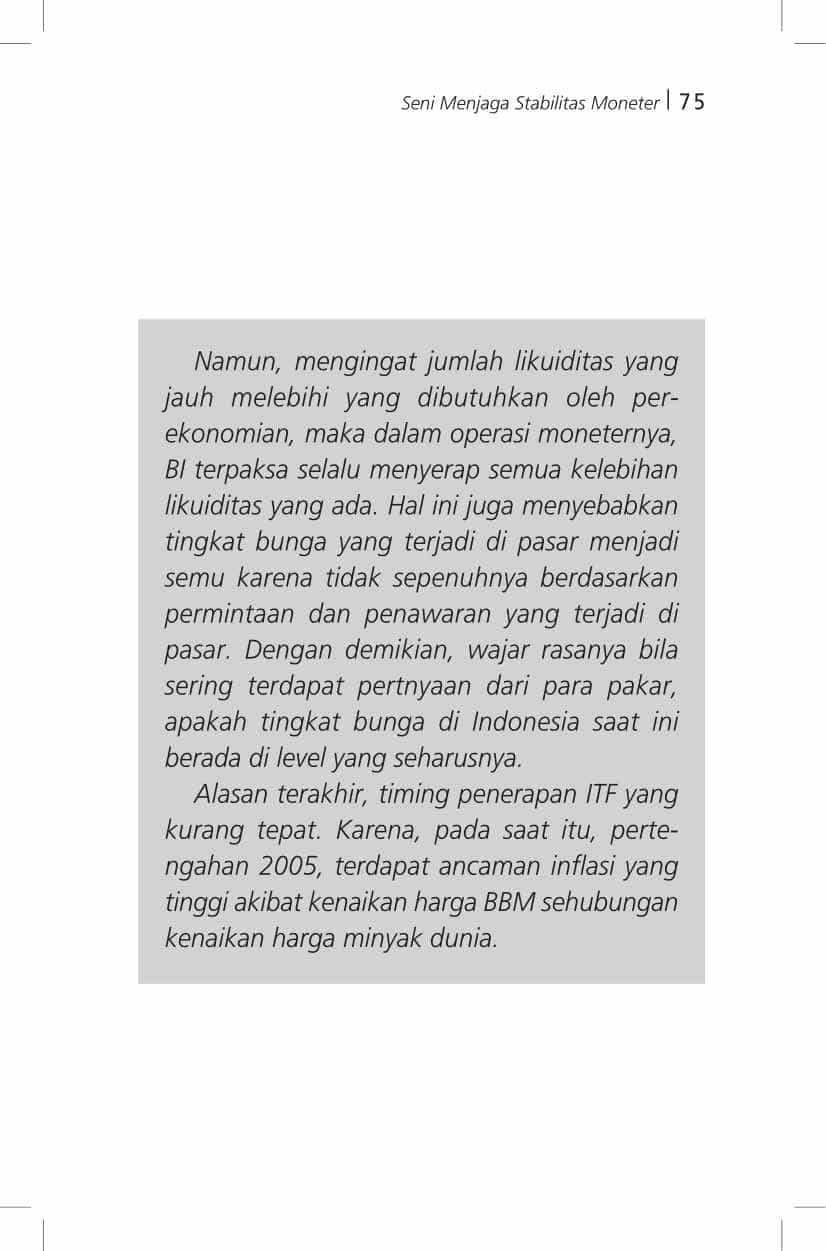 Seni Menjaga Stabilitas Moneter | 75
Namun, mengingat jumlah likuiditas yang
jauh melebihi yang dibutuhkan oleh per-
ekonomian, maka dalam operasi moneternya,
BI terpaksa selalu menyerap semua kelebihan
likuiditas yang ada. Hal ini juga menyebabkan
tingkat bunga yang terjadi di pasar menjadi
semu karena tidak sepenuhnya berdasarkan
permintaan dan penawaran yang terjadi di
pasar. Dengan demikian, wajar rasanya bila
sering terdapat pertnyaan dari para pakar,
apakah tingkat bunga di Indonesia saat ini
berada di level yang seharusnya.
Alasan terakhir, timing penerapan ITF yang
kurang tepat. Karena, pada saat itu, perte-
ngahan 2005, terdapat ancaman inflasi yang
tinggi akibat kenaikan harga BBM sehubungan
kenaikan harga minyak dunia.